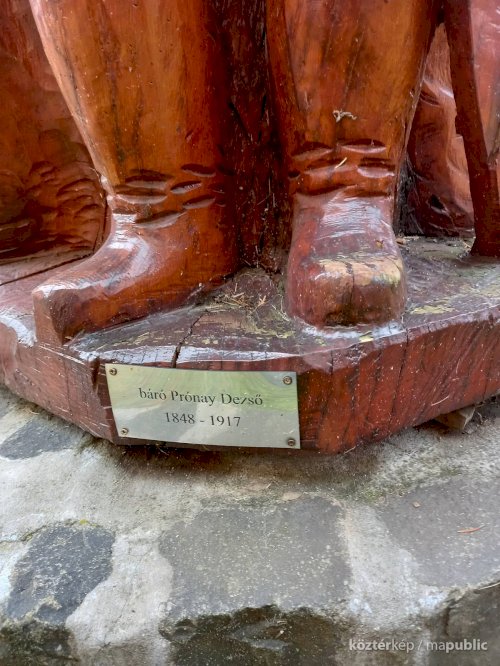 báró Prónay Dezső
1848 - 1917
köztérkép / mapublic